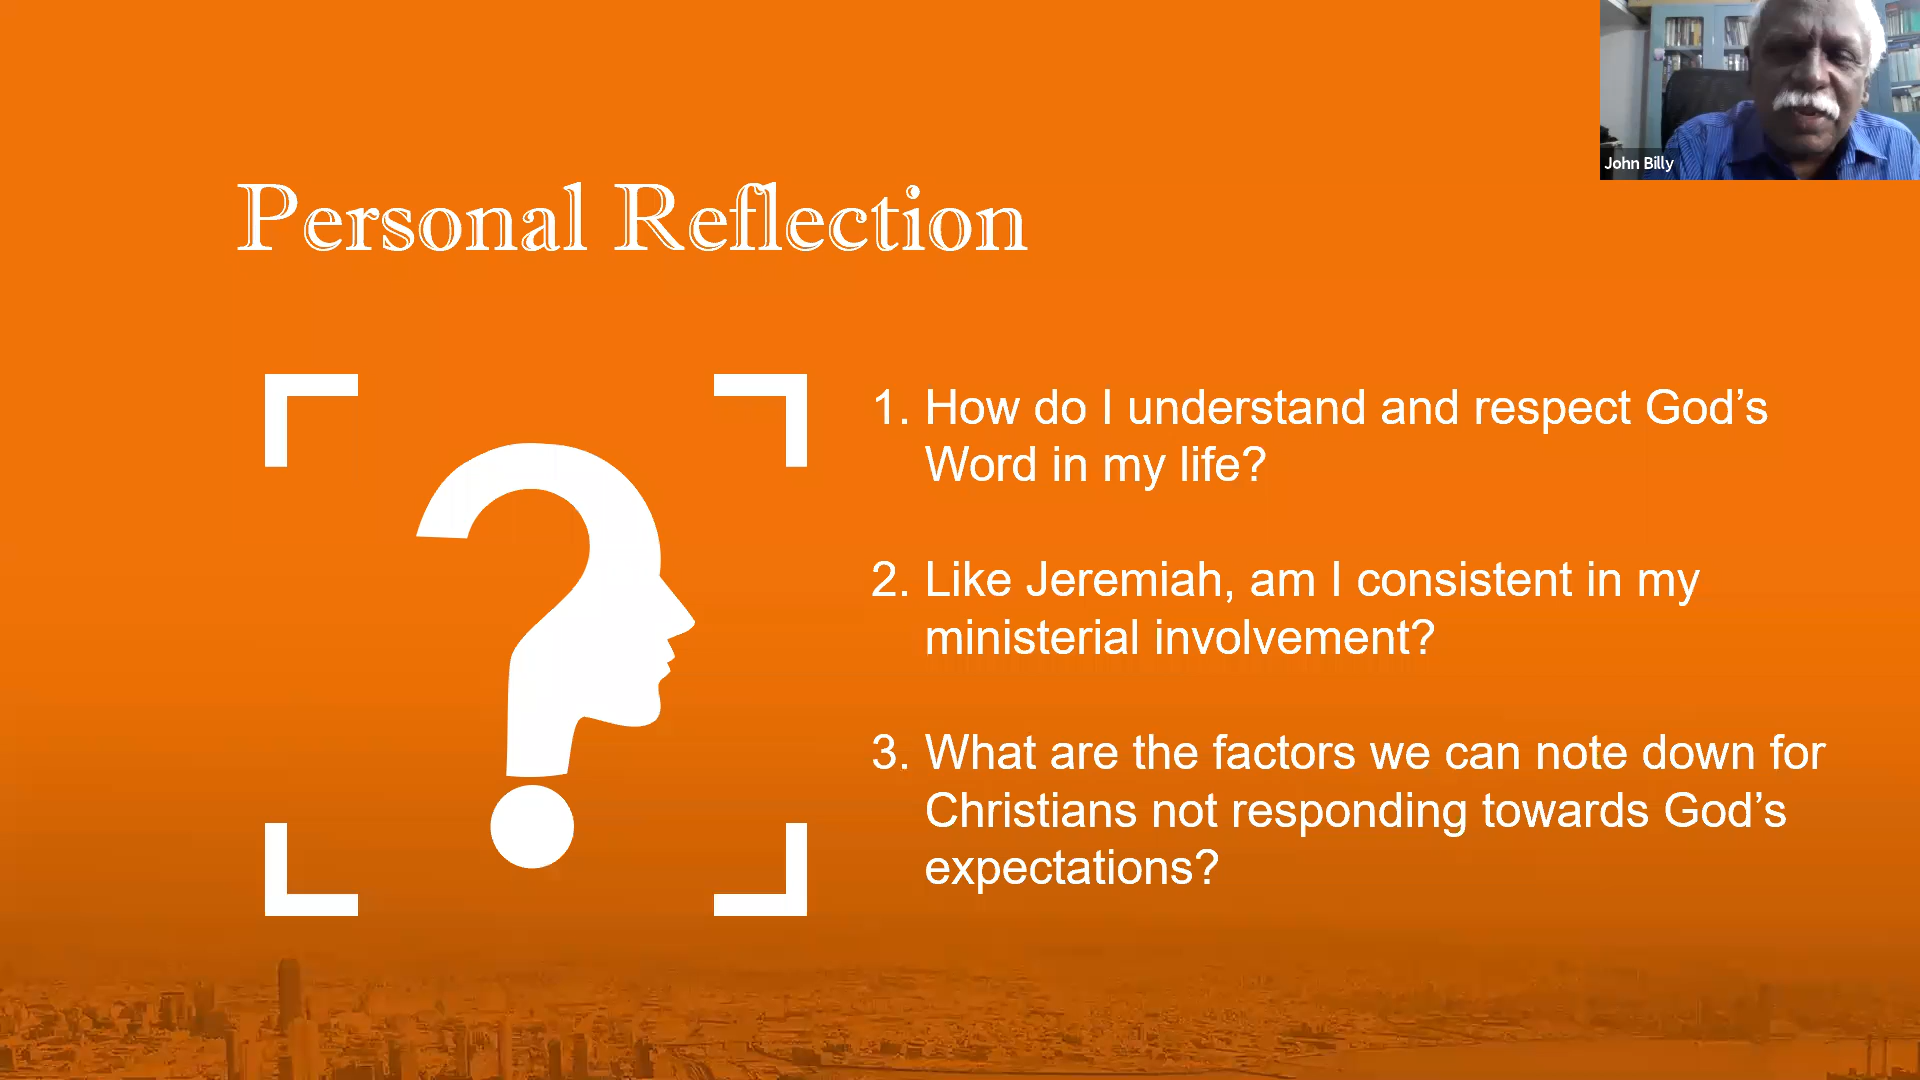 John Billy
Personal Reflection
1. How do I understand and respect God’s
Word in my life?
2. Like Jeremiah, am I consistent in my
ministerial involvement?
3. What are the factors we can note down for
Christians not responding towards God’s
expectations?